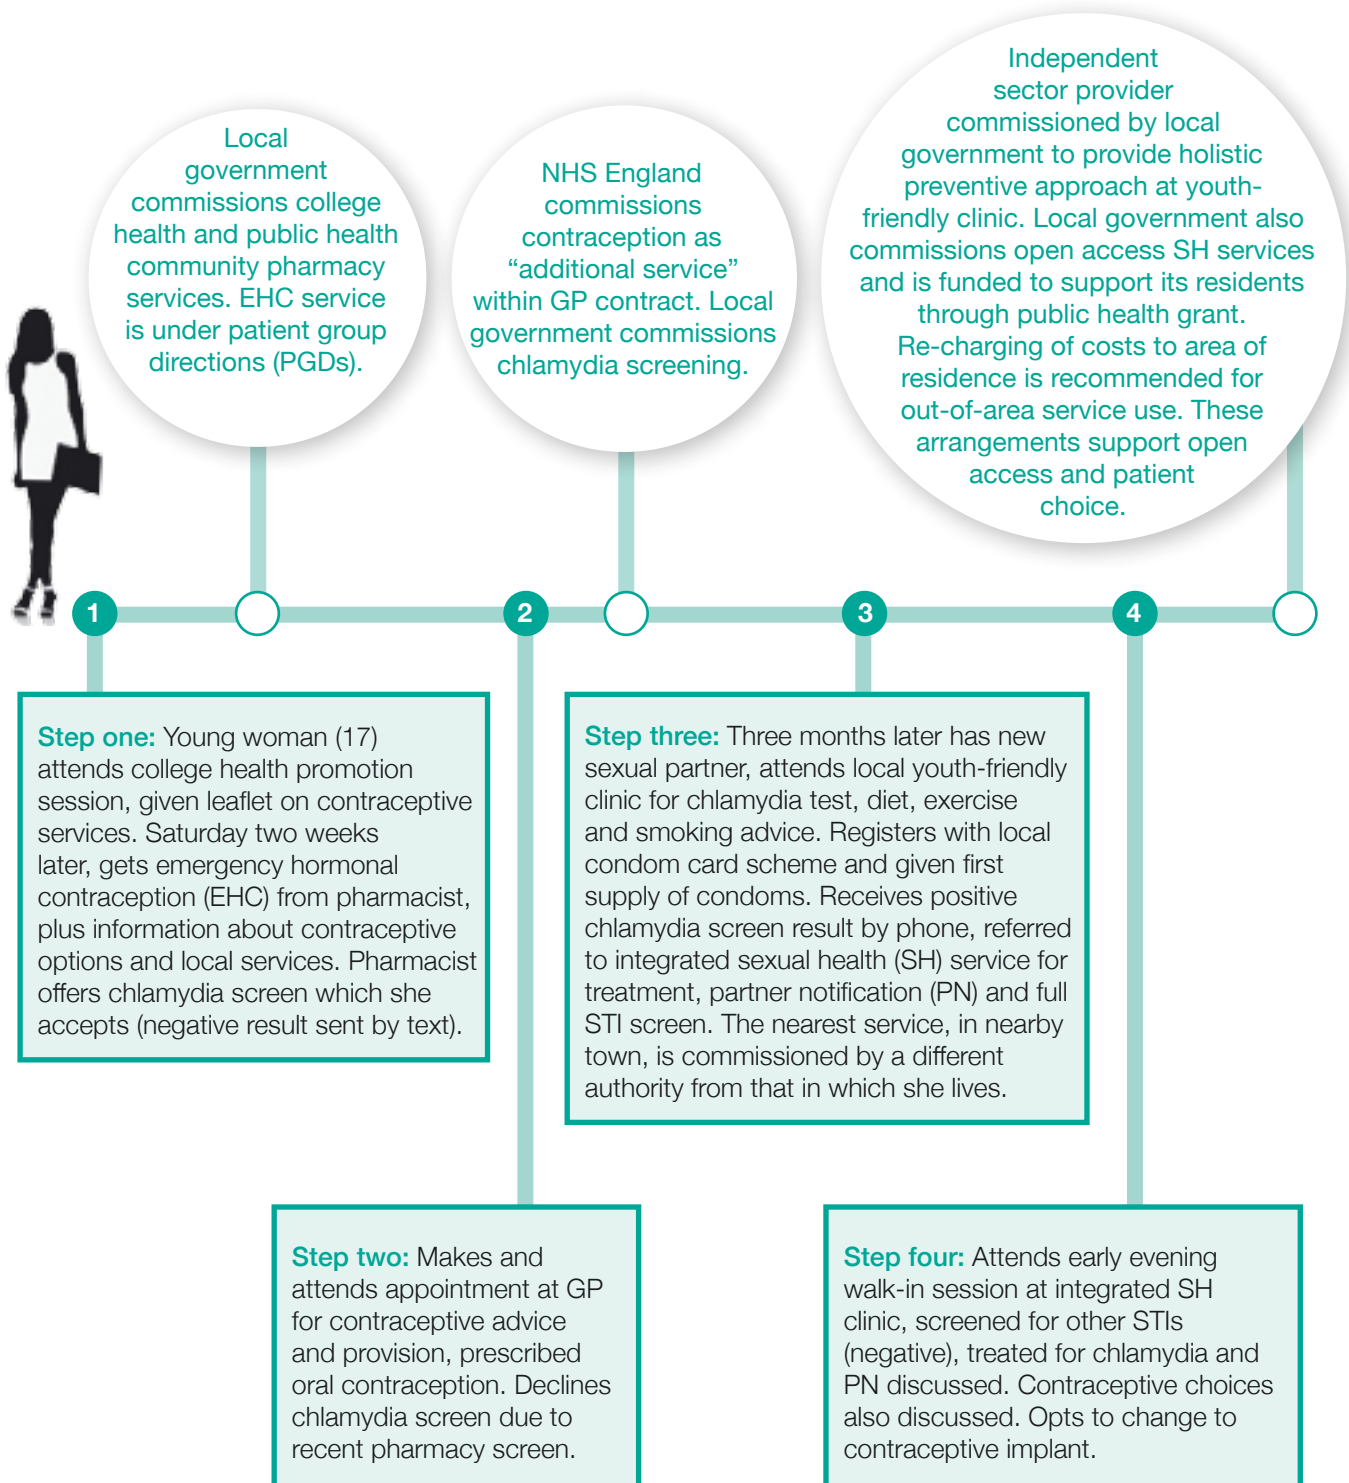 Local
government
commissions college
health and public health
community pharmacy
services. EHC service
is under patient group
directions (PGDs).
NHS England
commissions
contraception as
“additional service”
within GP contract. Local
government commissions
chlamydia screening.
Independent
sector provider
commissioned by local
government to provide holistic
preventive approach at youth-
friendly clinic. Local government also
commissions open access SH services
and is funded to support its residents
through public health grant.
Re-charging of costs to area of
residence is recommended for
out-of-area service use. These
arrangements support open
access and patient
choice.
1
2
3
4
Step one: Young woman (17)
attends college health promotion
session, given leaflet on contraceptive
services. Saturday two weeks
later, gets emergency hormonal
contraception (EHC) from pharmacist,
plus information about contraceptive
options and local services. Pharmacist
offers chlamydia screen which she
accepts (negative result sent by text).
Step three: Three months later has new
sexual partner, attends local youth-friendly
clinic for chlamydia test, diet, exercise
and smoking advice. Registers with local
condom card scheme and given first
supply of condoms. Receives positive
chlamydia screen result by phone, referred
to integrated sexual health (SH) service for
treatment, partner notification (PN) and full
STI screen. The nearest service, in nearby
town, is commissioned by a different
authority from that in which she lives.
Step two: Makes and
attends appointment at GP
for contraceptive advice
and provision, prescribed
oral contraception. Declines
chlamydia screen due to
recent pharmacy screen.
Step four: Attends early evening
walk-in session at integrated SH
clinic, screened for other STIs
(negative), treated for chlamydia and
PN discussed. Contraceptive choices
also discussed. Opts to change to
contraceptive implant.